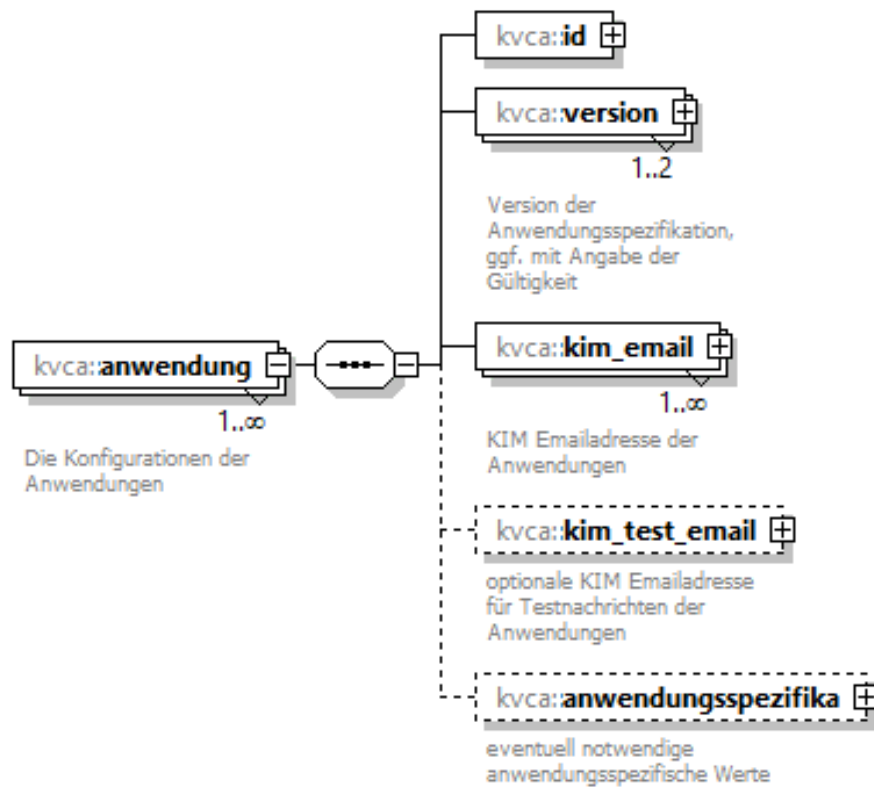 kvca::id
kvca::version
1..2
Version der
Anwendungsspezifikation,
ggf. mit Angabe der
Gültigkeit
kvca::anwendung
1..∞
Die Konfigurationen der
Anwendungen
kvca::kim_email
1..∞
KIM Emailadresse der
Anwendungen
kvca::kim_test_email
optionale KIM Emailadresse
für Testnachrichten der
Anwendungen
kvca::anwendungsspezifika
eventuell notwendige
anwendungsspezifische Werte